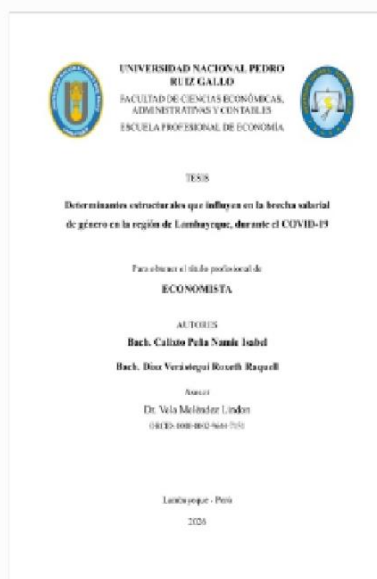 UNIVERSIDAD NACIONAL PEDRO
RUIZ GALLO
FACULTAD DE CIENCIAS ECONÓMICAS,
ADMINISTRATIVAS Y CONTABLES
ESCUELA PROFESIONAL DE ECONOMÍA
TESIS
Determinantes estructurales que influyen en la brecha salarial
de género en la región de Lambayeque, durante el COVID-19
Para obtener el título profesional de
ECONOMISTA
AUTORES
Bach. Calixto Peña Namie Isabel
Bach. Díaz Verástegui Roxeth Raquell
Asesor
Dr. Vela Meléndez Lindon
ORCID:
Lambayeque - Perú
2026